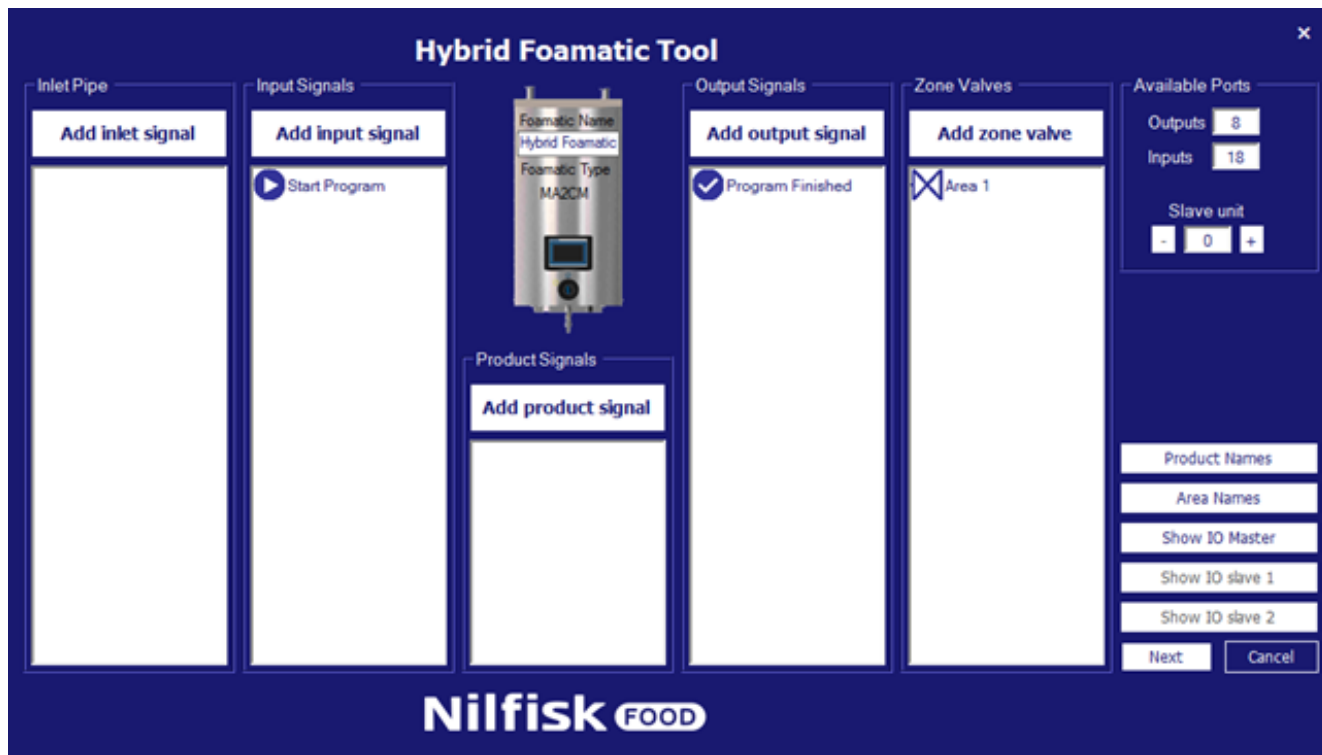 ×
Hybrid Foamatic Tool
Inlet Pipe
Add inlet signal
Input Signals
Add input signal
Start Program
Foamatic Name
Hybrid Foamatic
Foamatic Type
MA2CM
Product Signals
Add product signal
Output Signals
Add output signal
Program Finished
Zone Valves
Add zone valve
Area 1
Available Ports
Outputs 8
Inputs 18
Slave unit
- 0 +
Product Names
Area Names
Show IO Master
Show IO slave 1
Show IO slave 2
Next Cancel
Nilfisk FOOD